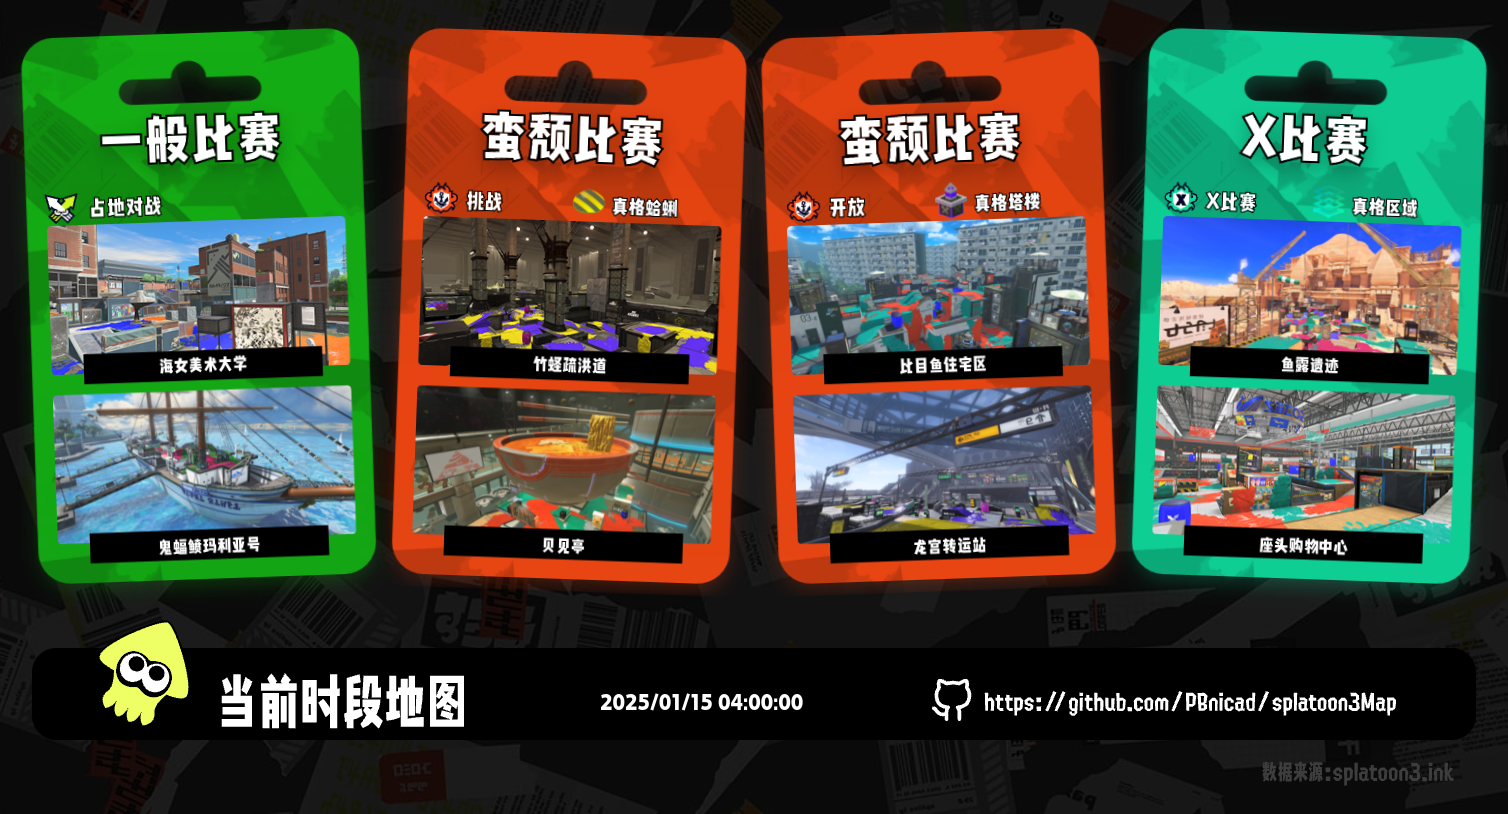 一般比赛
占地对战
海女美术大学
鬼蝠鲼玛利亚号
蛮颓比赛
挑战
真格蛤蜊
竹蛏疏洪道
贝见亭
蛮颓比赛
开放
真格塔楼
比目鱼住宅区
龙宫转运站
X比赛
X比赛
真格区域
鱼露遗迹
座头购物中心
当前时段地图
2025/01/15 04:00:00
https://github.com/PBnicad/splatoon3Map
数据来源:splatoon3.ink